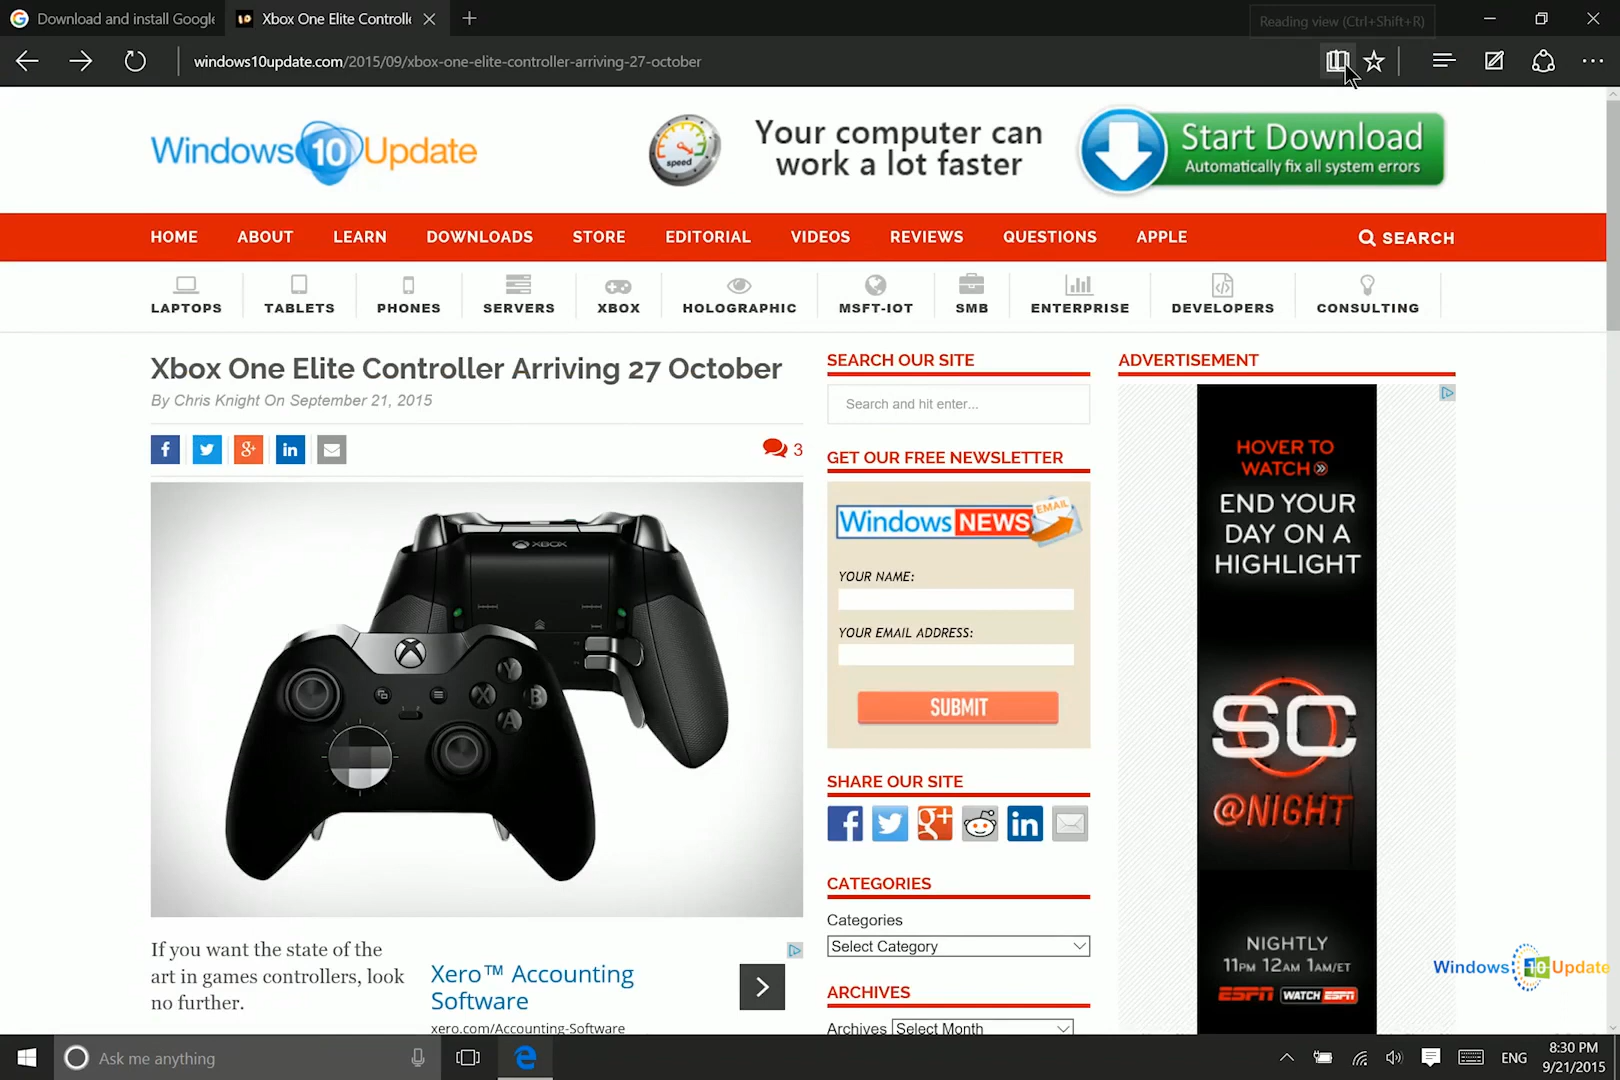 Download and install Google
Xbox One Elite Controlle
Reading view (Ctrl+Shift+R)
windows10update.com/2015/09/xbox-one-elite-controller-arriving-27-october
Windows 10 Update
speed
Your computer can
work a lot faster
Start Download
Automatically fix all system errors
HOME
ABOUT
LEARN
DOWNLOADS
STORE
EDITORIAL
VIDEOS
REVIEWS
QUESTIONS
APPLE
SEARCH
LAPTOPS
TABLETS
PHONES
SERVERS
XBOX
HOLOGRAPHIC
MSFT-IOT
SMB
ENTERPRISE
DEVELOPERS
CONSULTING
Xbox One Elite Controller Arriving 27 October
By Chris Knight On September 21, 2015
3
XBOX
Y
X
B
A
If you want the state of the
art in games controllers, look
no further.
Xero™ Accounting
Software
xero.com/Accounting-Software
SEARCH OUR SITE
Search and hit enter...
GET OUR FREE NEWSLETTER
Windows NEWS
EMAIL
YOUR NAME:
YOUR EMAIL ADDRESS:
SUBMIT
SHARE OUR SITE
CATEGORIES
Categories
Select Category
ARCHIVES
Archives Select Month
ADVERTISEMENT
HOVER TO
WATCH
END YOUR
DAY ON A
HIGHLIGHT
SC
@NIGHT
NIGHTLY
11PM 12AM 1AM/ET
ESPN WATCH ESPN
Windows 10 Update
Ask me anything
ENG
8:30 PM
9/21/2015